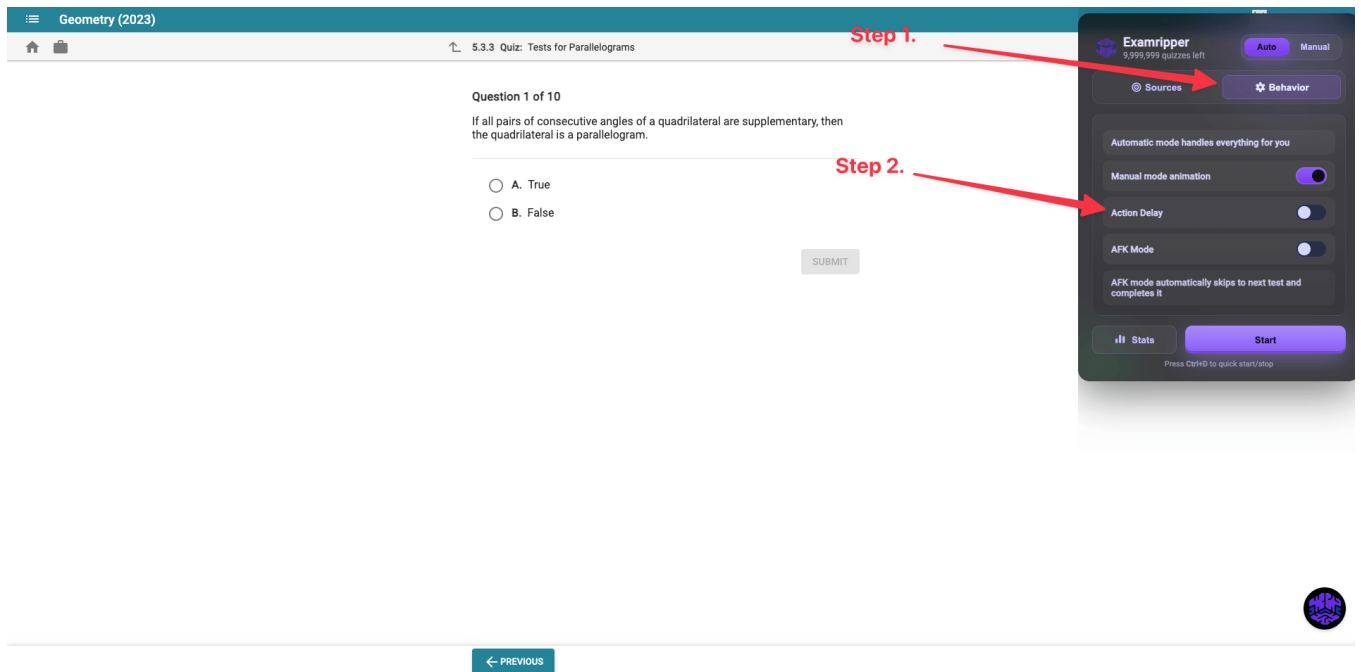 Geometry (2023)
5.3.3 Quiz: Tests for Parallelograms
Question 1 of 10
If all pairs of consecutive angles of a quadrilateral are supplementary, then
the quadrilateral is a parallelogram.
A. True
B. False
SUBMIT
PREVIOUS
Step 1.
Step 2.
Examripper
9,999,999 quizzes left
Auto
Manual
Sources
Behavior
Automatic mode handles everything for you
Manual mode animation
Action Delay
AFK Mode
AFK mode automatically skips to next test and
completes it
Stats
Start
Press Ctrl+D to quick start/stop